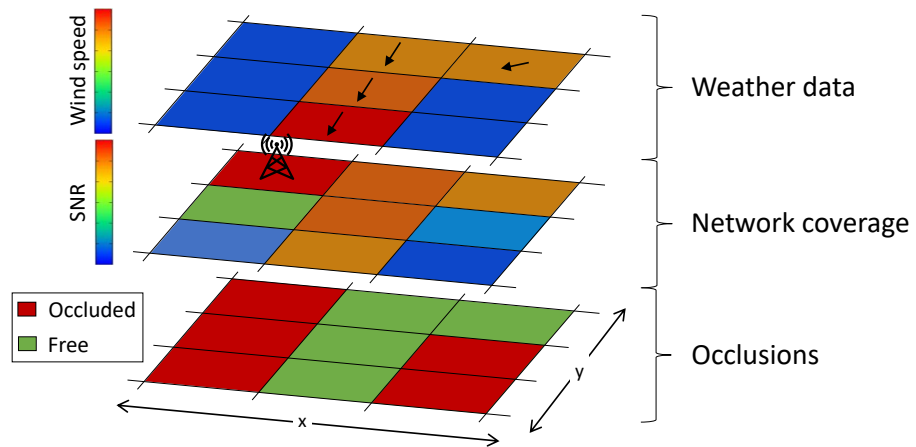 Wind speed
Weather data
SNR
Network coverage
Occluded
Free
Occlusions
x
y